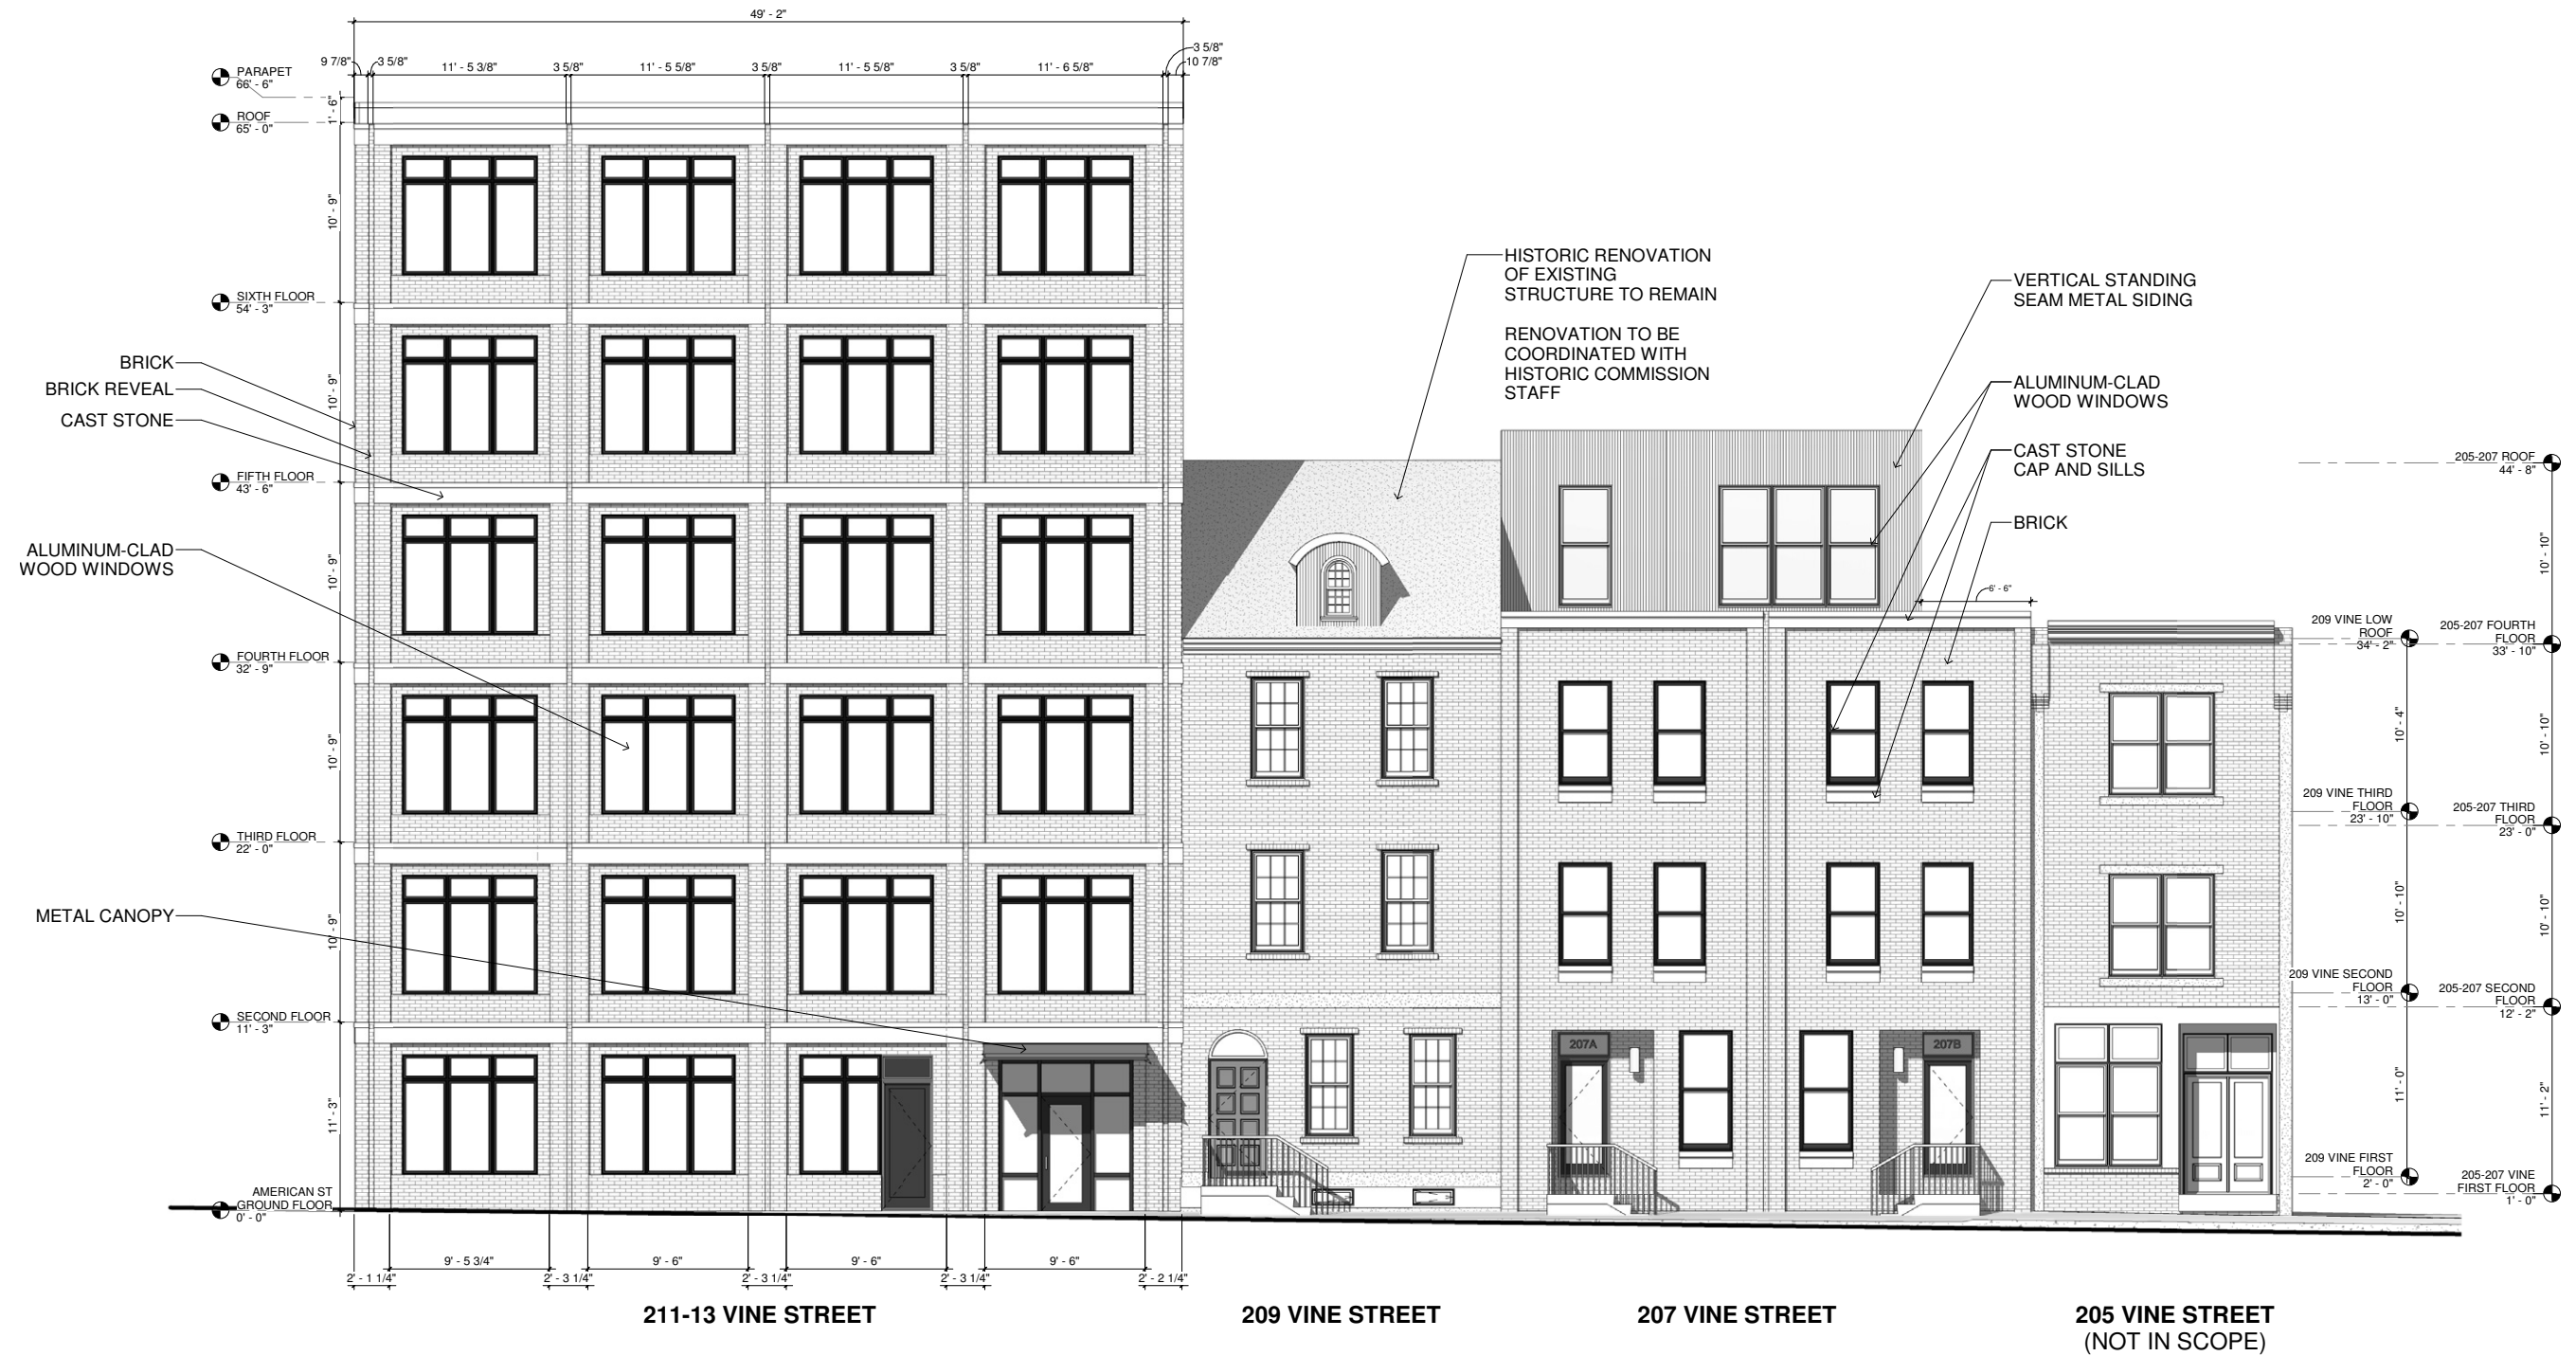 49' - 2"
9 7/8"
3 5/8"
11' - 5 3/8"
3 5/8"
11' - 5 5/8"
3 5/8"
11' - 5 5/8"
3 5/8"
11' - 6 5/8"
3 5/8"
10 7/8"
PARAPET
66' - 6"
1' - 6"
ROOF
65' - 0"
10' - 9"
SIXTH FLOOR
54' - 3"
10' - 9"
BRICK
BRICK REVEAL
CAST STONE
FIFTH FLOOR
43' - 6"
ALUMINUM-CLAD
WOOD WINDOWS
10' - 9"
FOURTH FLOOR
32' - 9"
10' - 9"
THIRD FLOOR
22' - 0"
METAL CANOPY
10' - 9"
SECOND FLOOR
11' - 3"
11' - 3"
AMERICAN ST
GROUND FLOOR
0' - 0"
HISTORIC RENOVATION
OF EXISTING
STRUCTURE TO REMAIN
RENOVATION TO BE
COORDINATED WITH
HISTORIC COMMISSION
STAFF
VERTICAL STANDING
SEAM METAL SIDING
ALUMINUM-CLAD
WOOD WINDOWS
CAST STONE
CAP AND SILLS
BRICK
6' - 6"
207A
207B
209 VINE LOW
ROOF
34' - 2"
10' - 4"
209 VINE THIRD
FLOOR
23' - 10"
10' - 10"
209 VINE SECOND
FLOOR
13' - 0"
11' - 0"
209 VINE FIRST
FLOOR
2' - 0"
205-207 ROOF
44' - 8"
10' - 10"
205-207 FOURTH
FLOOR
33' - 10"
10' - 10"
205-207 THIRD
FLOOR
23' - 0"
10' - 10"
205-207 SECOND
FLOOR
12' - 2"
11' - 2"
205-207 VINE
FIRST FLOOR
1' - 0"
9' - 5 3/4"
9' - 6"
9' - 6"
9' - 6"
2' - 1 1/4"
2' - 3 1/4"
2' - 3 1/4"
2' - 3 1/4"
2' - 2 1/4"
211-13 VINE STREET
209 VINE STREET
207 VINE STREET
205 VINE STREET
(NOT IN SCOPE)